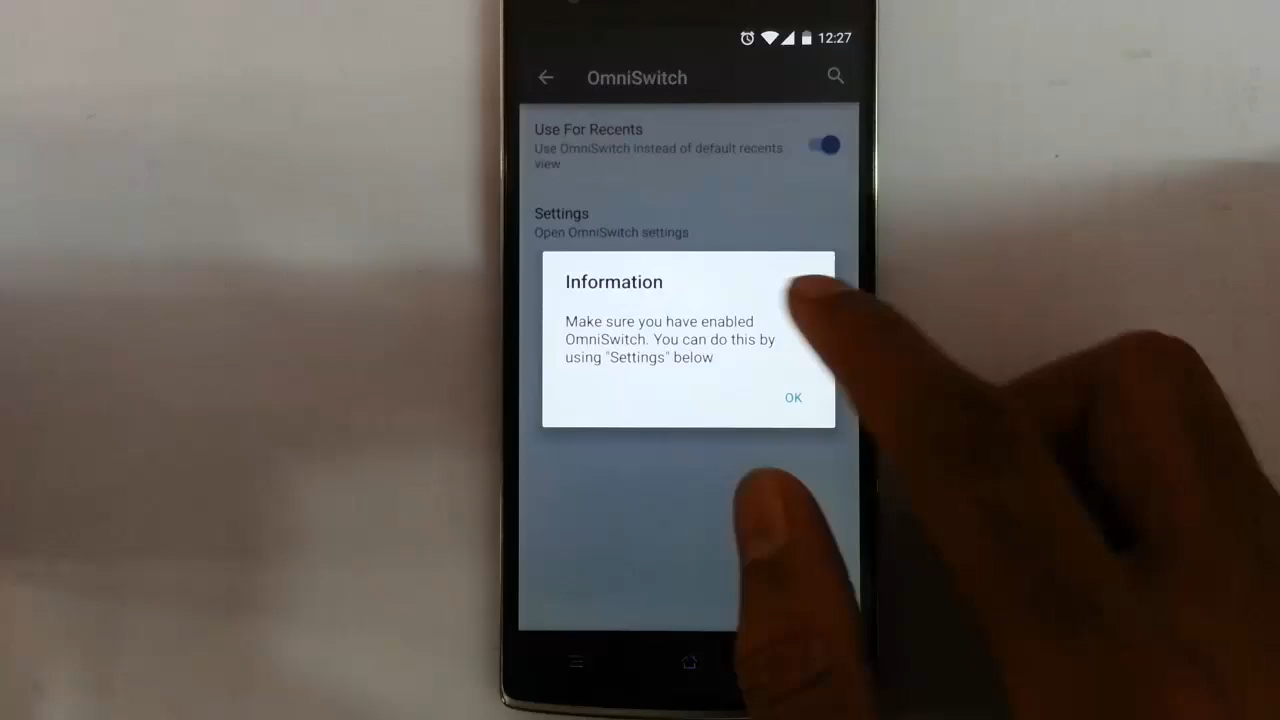 12:27
OmniSwitch
Use For Recents
Use OmniSwitch instead of default recents
view
Settings
Open OmniSwitch settings
Information
Make sure you have enabled
OmniSwitch. You can do this by
using "Settings" below
OK